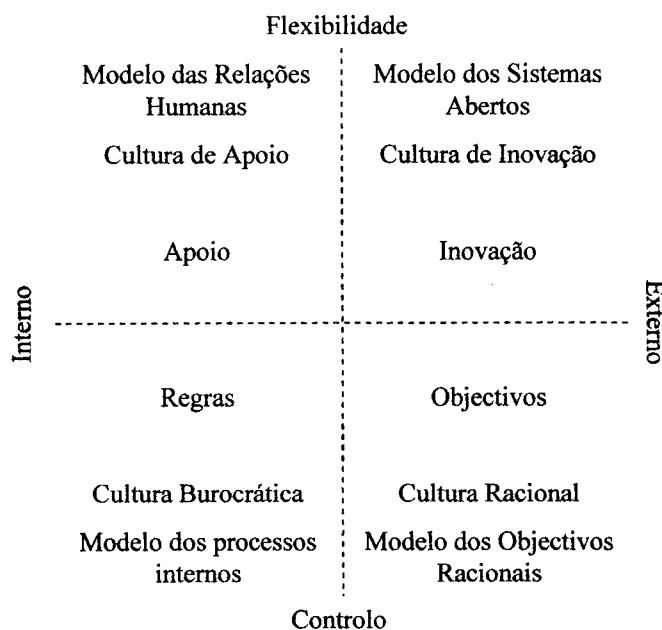 Flexibilidade
Modelo das Relações
Humanas
Cultura de Apoio
Apoio
Modelo dos Sistemas
Abertos
Cultura de Inovação
Inovação
Interno
Externo
Regras
Cultura Burocrática
Modelo dos processos
internos
Objectivos
Cultura Racional
Modelo dos Objectivos
Racionais
Controlo